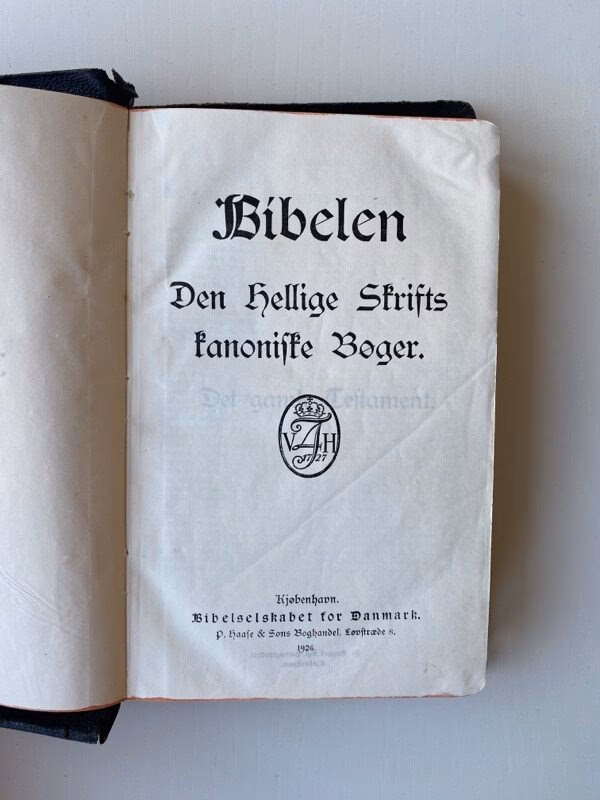 Bibelen
Den Hellige Skrifts
kanoniske Bøger.
Det gamle Testament.
V F H
1727
Kjøbenhavn.
Bibelselskabet for Danmark.
P. Haase & Søns Boghandel, Løvstræde 8.
1926.